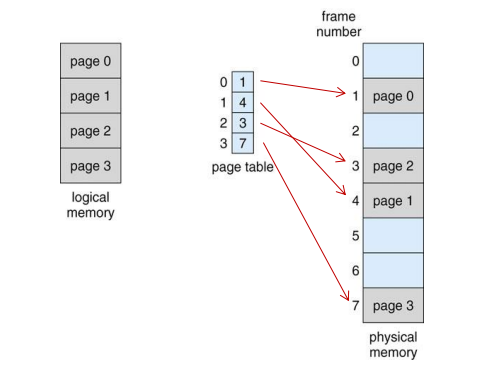 page 0
page 1
page 2
page 3
logical
memory
0 1
1 4
2 3
3 7
page table
frame
number
0
1 page 0
2
3 page 2
4 page 1
5
6
7 page 3
physical
memory